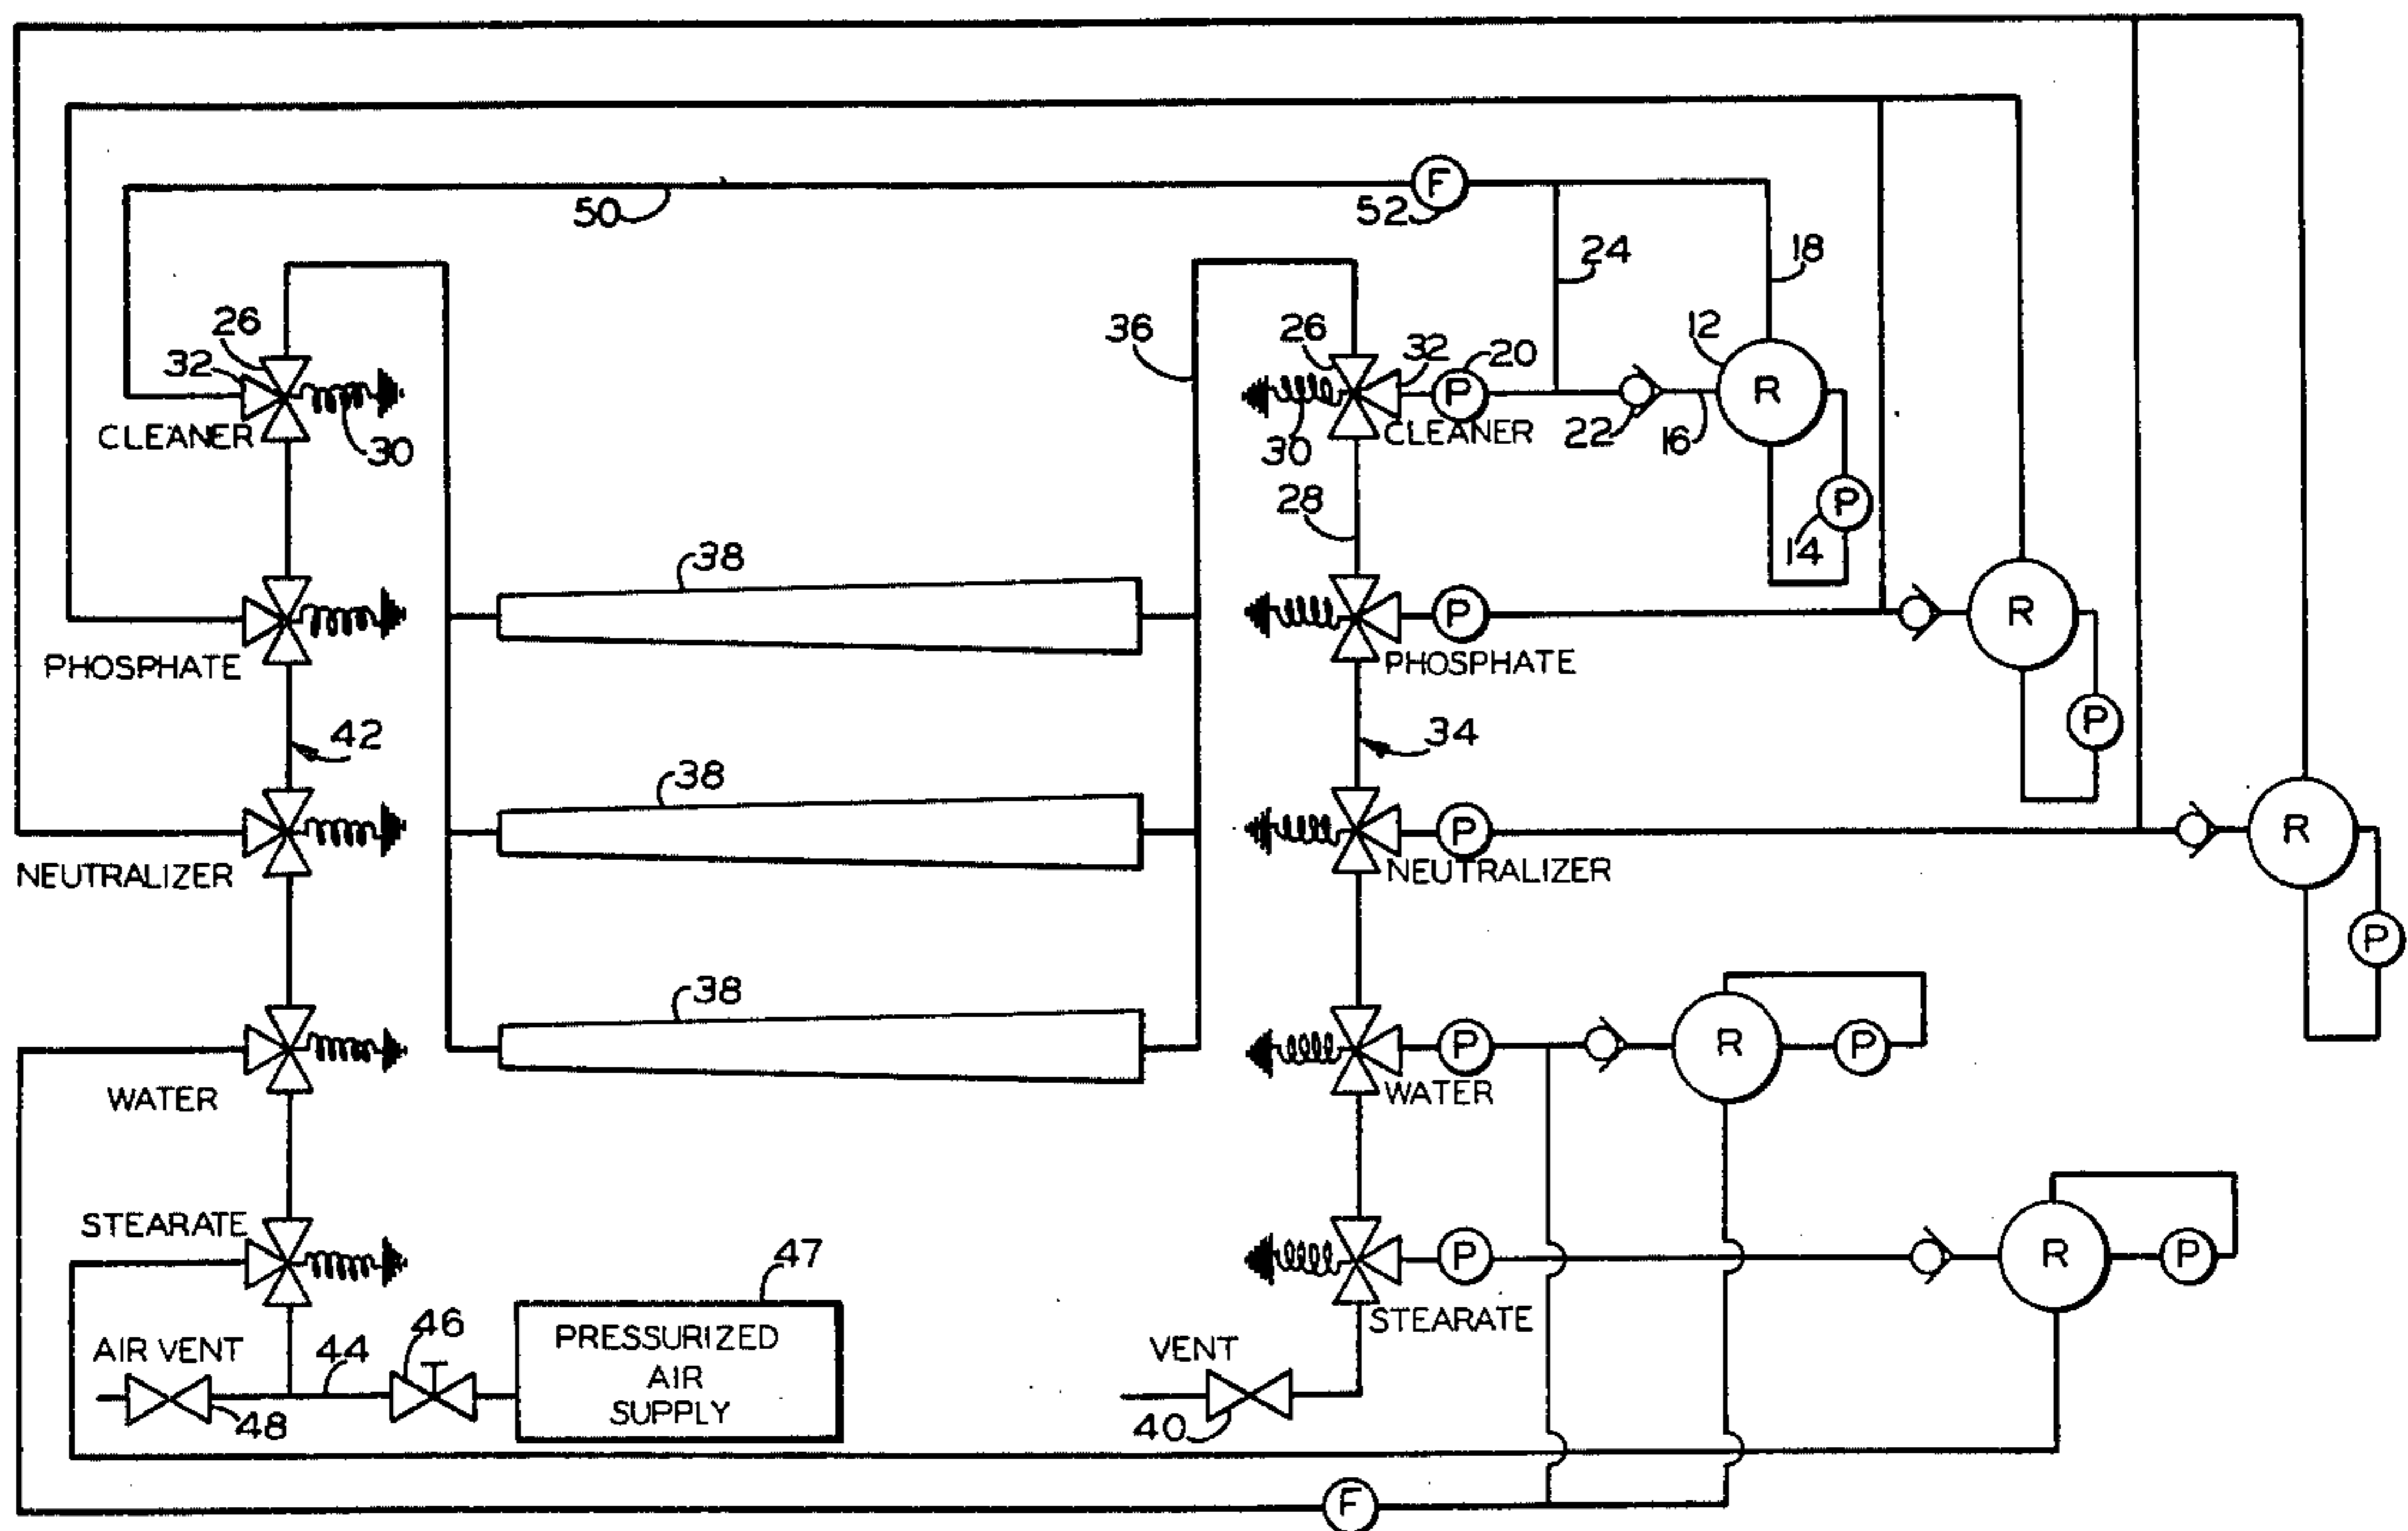 50
F
52
24
18
26
32
30
CLEANER
36
26
32
20
P
30
CLEANER
22
16
12
R
P
14
28
38
PHOSPHATE
P
PHOSPHATE
R
P
42
34
38
NEUTRALIZER
P
NEUTRALIZER
R
P
38
WATER
P
WATER
R
P
STEARATE
P
STEARATE
R
P
47
PRESSURIZED
AIR
SUPPLY
AIR VENT
44
46
48
VENT
40
F